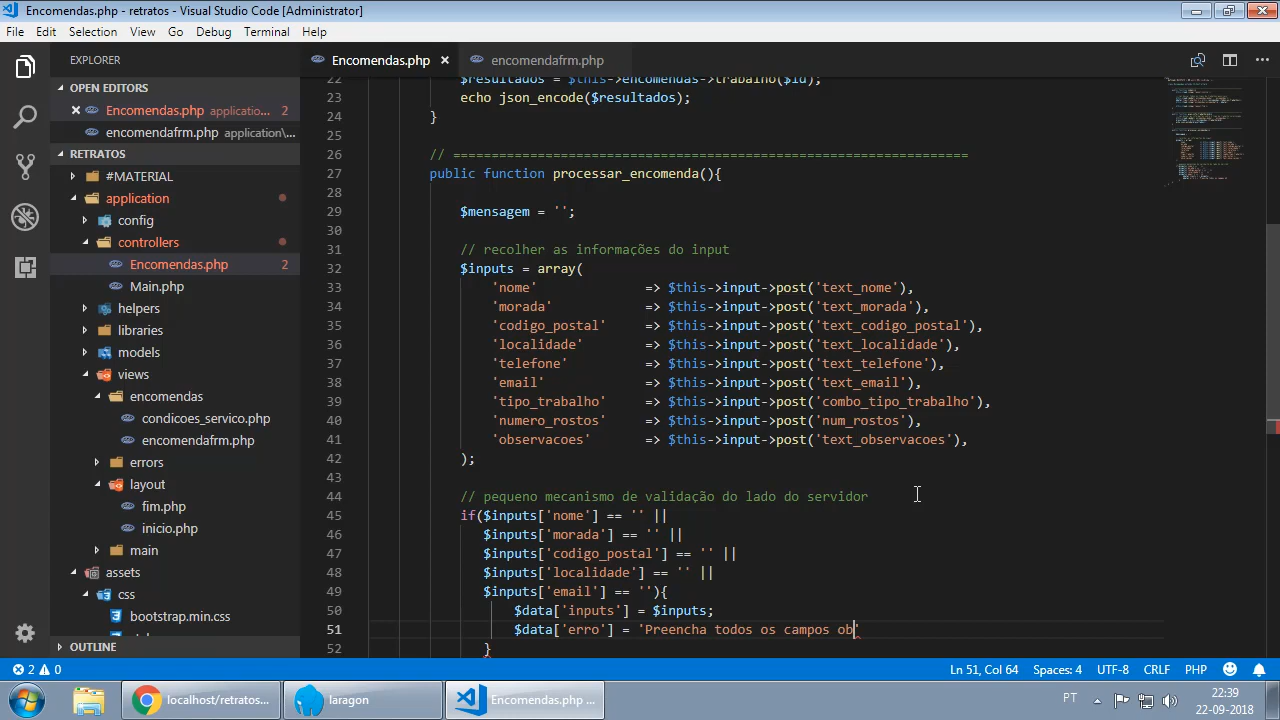 Encomendas.php - retratos - Visual Studio Code [Administrator]
File Edit Selection View Go Debug Terminal Help
EXPLORER
Encomendas.php
encomendafrm.php
OPEN EDITORS
Encomendas.php applicatio... 2
encomendafrm.php application\...
RETRATOS
#MATERIAL
application
config
controllers
Encomendas.php 2
Main.php
helpers
libraries
models
views
encomendas
condicoes_servico.php
encomendafrm.php
errors
layout
fim.php
inicio.php
main
assets
css
bootstrap.min.css
OUTLINE
22 $resultados = $this->encomendas->trabalho($id);
23 echo json_encode($resultados);
24 }
25
26 // ===================================================================
27 public function processar_encomenda(){
28
29 $mensagem = '';
30
31 // recolher as informações do input
32 $inputs = array(
33 'nome' => $this->input->post('text_nome'),
34 'morada' => $this->input->post('text_morada'),
35 'codigo_postal' => $this->input->post('text_codigo_postal'),
36 'localidade' => $this->input->post('text_localidade'),
37 'telefone' => $this->input->post('text_telefone'),
38 'email' => $this->input->post('text_email'),
39 'tipo_trabalho' => $this->input->post('combo_tipo_trabalho'),
40 'numero_rostos' => $this->input->post('num_rostos'),
41 'observacoes' => $this->input->post('text_observacoes'),
42 );
43
44 // pequeno mecanismo de validação do lado do servidor
45 if($inputs['nome'] == '' ||
46 $inputs['morada'] == '' ||
47 $inputs['codigo_postal'] == '' ||
48 $inputs['localidade'] == '' ||
49 $inputs['email'] == ''){
50 $data['inputs'] = $inputs;
51 $data['erro'] = 'Preencha todos os campos ob'
52 }
2 0 Ln 51, Col 64 Spaces: 4 UTF-8 CRLF PHP
localhost/retratos...
laragon
Encomendas.php ...
PT
22:39
22-09-2018